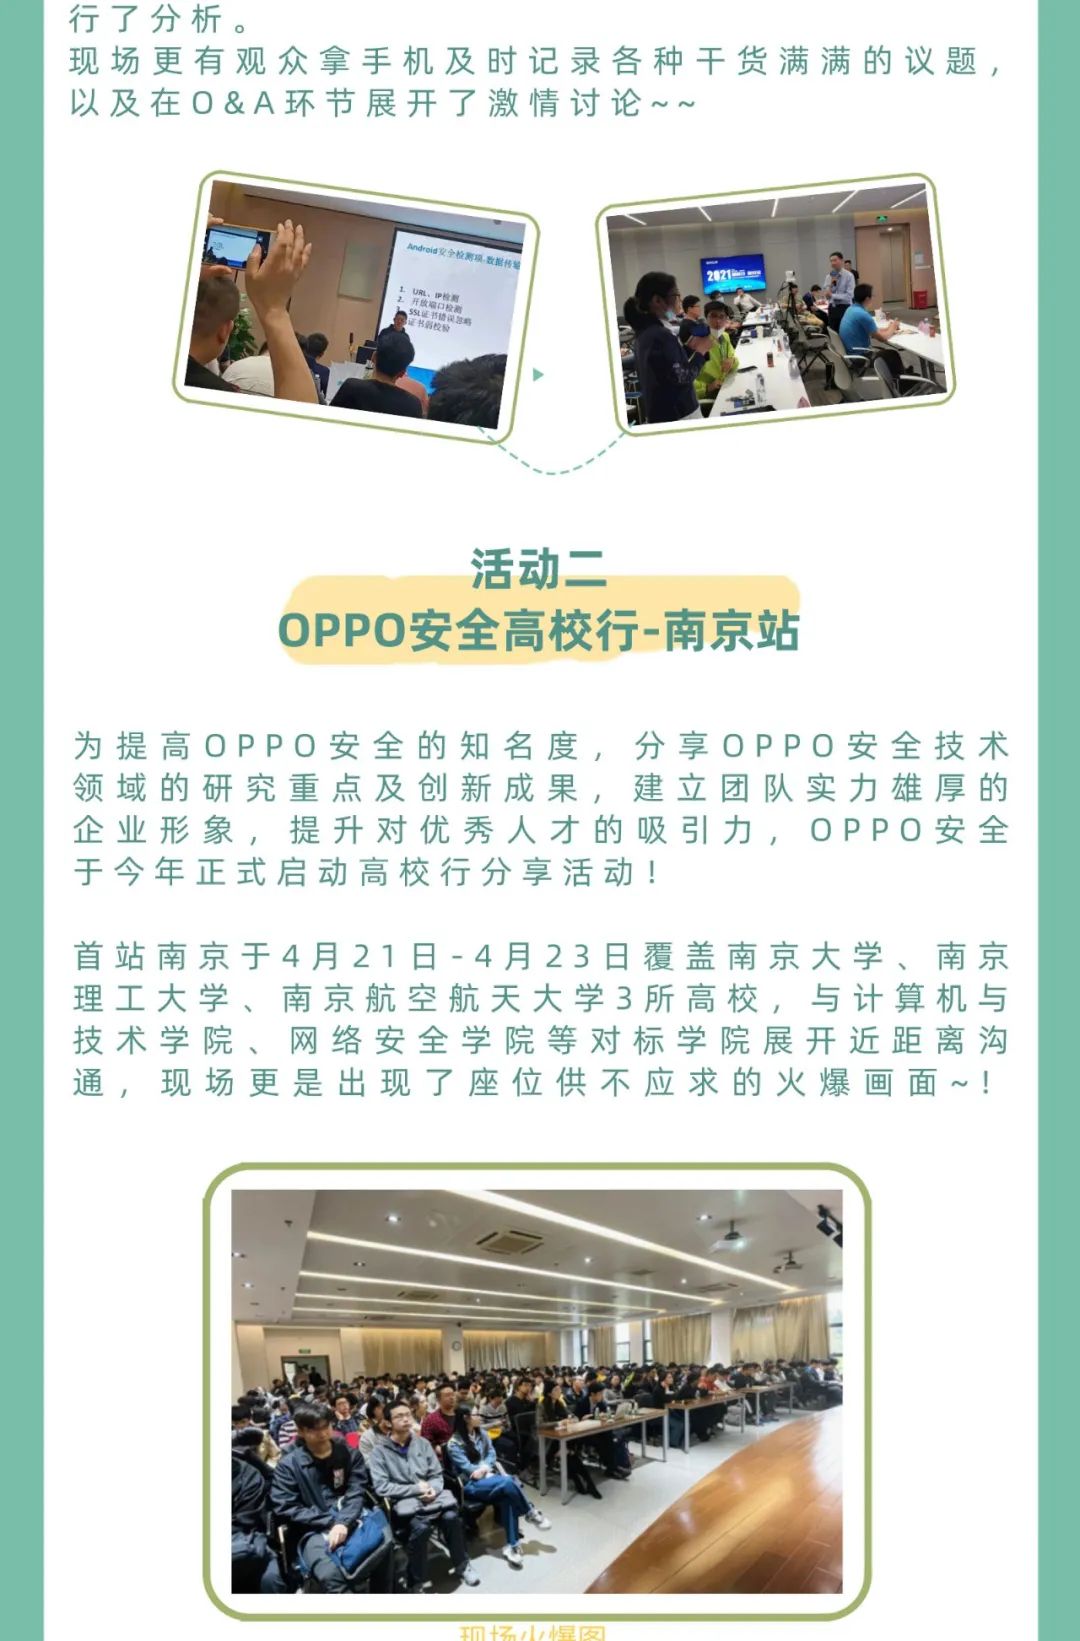 行了分析。
现场更有观众拿手机及时记录各种干货满满的议题，
以及在Q&A环节展开了激情讨论~~
Android安全检测项-数据传输
1. URL、IP检测
2. 开放端口检测
3. SSL证书错误忽略
证书弱校验
2021
活动二
OPPO安全高校行-南京站
为提高OPPO安全的知名度，分享OPPO安全技术
领域的研究重点及创新成果，建立团队实力雄厚的
企业形象，提升对优秀人才的吸引力，OPPO安全
于今年正式启动高校行分享活动！
首站南京于4月21日-4月23日覆盖南京大学、南京
理工大学、南京航空航天大学3所高校，与计算机与
技术学院、网络安全学院等对标学院展开近距离沟
通，现场更是出现了座位供不应求的火爆画面~！
现场火爆图